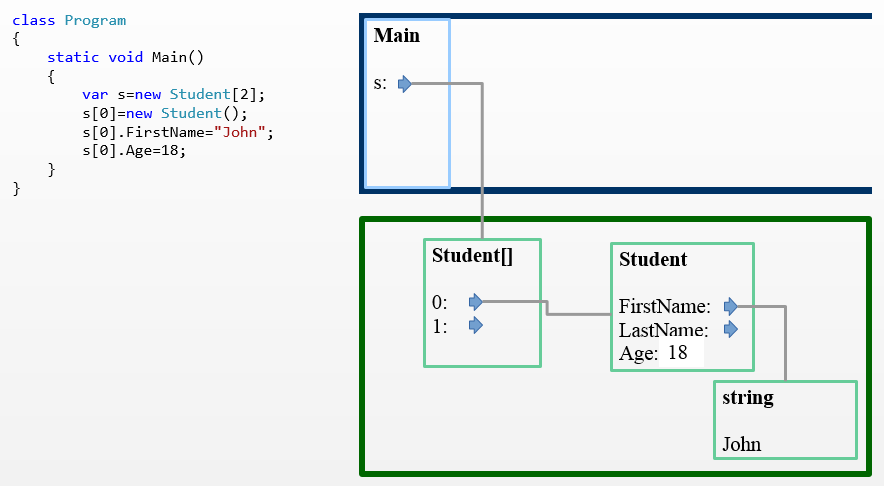 class Program
{
    static void Main()
    {
        var s=new Student[2];
        s[0]=new Student();
        s[0].FirstName="John";
        s[0].Age=18;
    }
}
Main
s:
Student[]
0:
1:
Student
FirstName:
LastName:
Age: 18
string
John